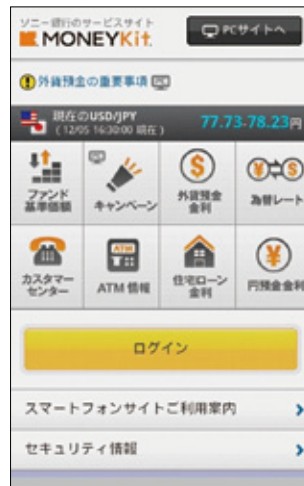 ソニー銀行のサービスサイト
MONEYKit
PCサイトへ
外貨預金の重要事項
現在のUSD/JPY
(12/05 16:30:00 現在)
77.73-78.23円
ファンド
基準価額
キャンペーン
外貨預金
金利
為替レート
カスタマー
センター
ATM
ATM 情報
住宅ローン
金利
円預金金利
ログイン
スマートフォンサイトご利用案内
セキュリティ情報